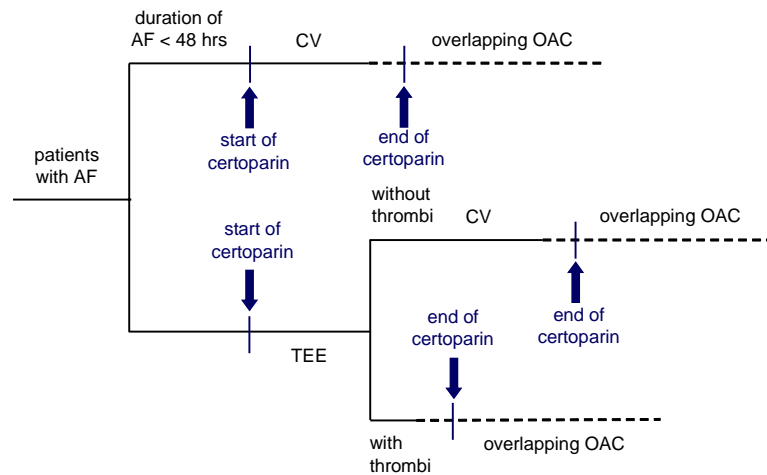 duration of
AF < 48 hrs
CV
overlapping OAC
start of
certoparin
end of
certoparin
patients
with AF
without
thrombi
CV
overlapping OAC
start of
certoparin
end of
certoparin
end of
certoparin
TEE
with
thrombi
overlapping OAC